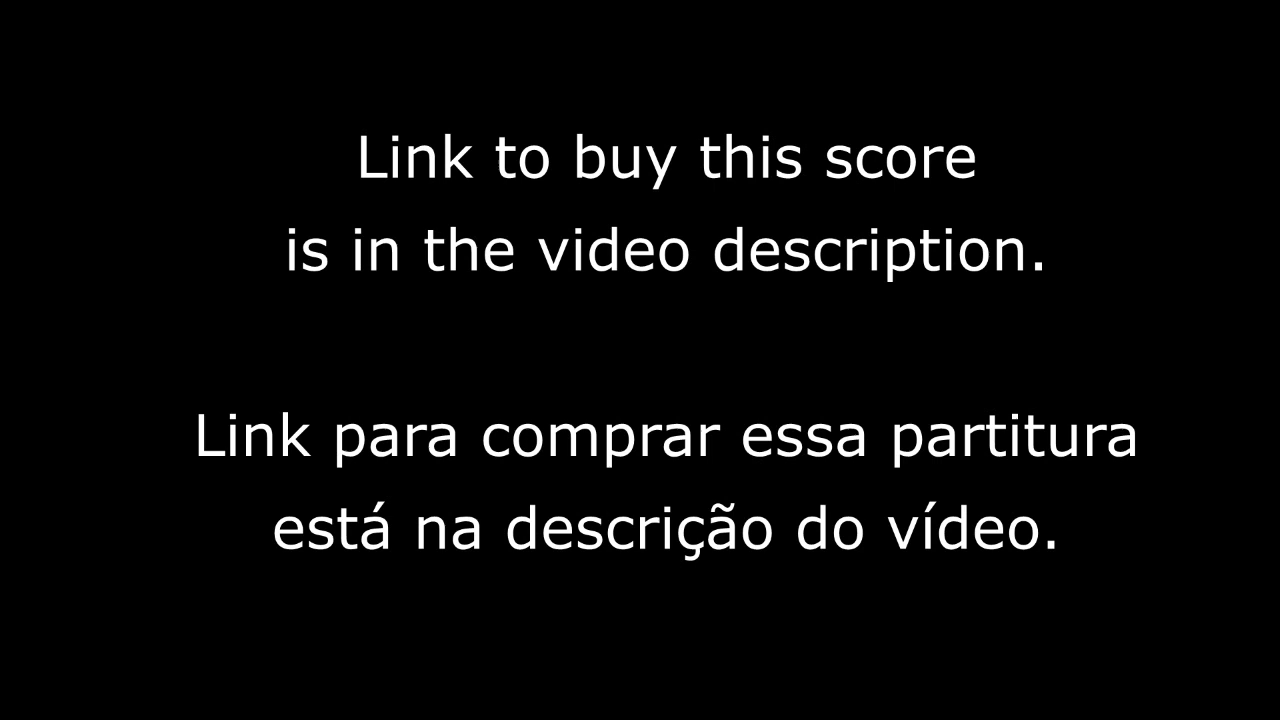 Link to buy this score
is in the video description.
Link para comprar essa partitura
está na descrição do vídeo.